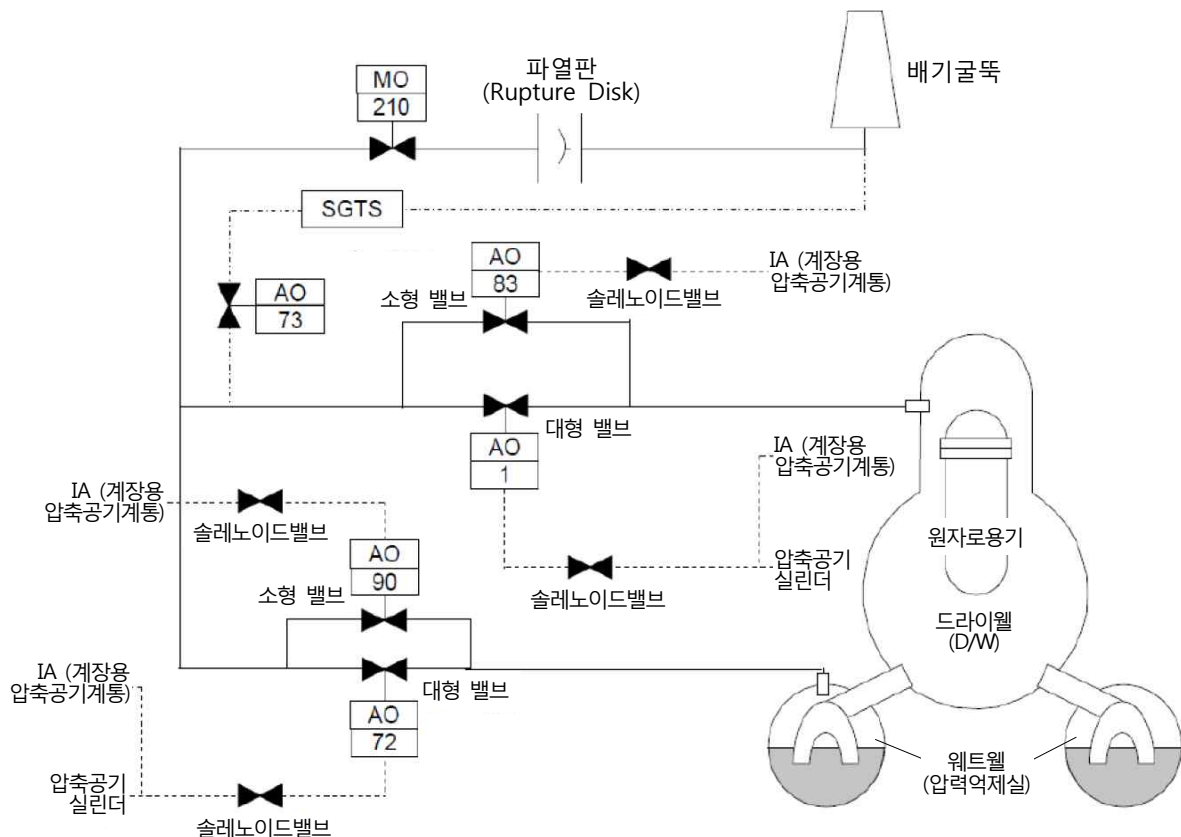 파열판
(Rupture Disk)
배기굴뚝
MO
210
SGTS
AO
83
IA (계장용
압축공기계통)
소형 밸브
솔레노이드밸브
AO
73
대형 밸브
AO
1
IA (계장용
압축공기계통)
IA (계장용
압축공기계통)
솔레노이드밸브
원자로용기
AO
90
압축공기
실린더
솔레노이드밸브
소형 밸브
드라이웰
(D/W)
IA (계장용
압축공기계통)
대형 밸브
AO
72
웨트웰
(압력억제실)
압축공기
실린더
솔레노이드밸브